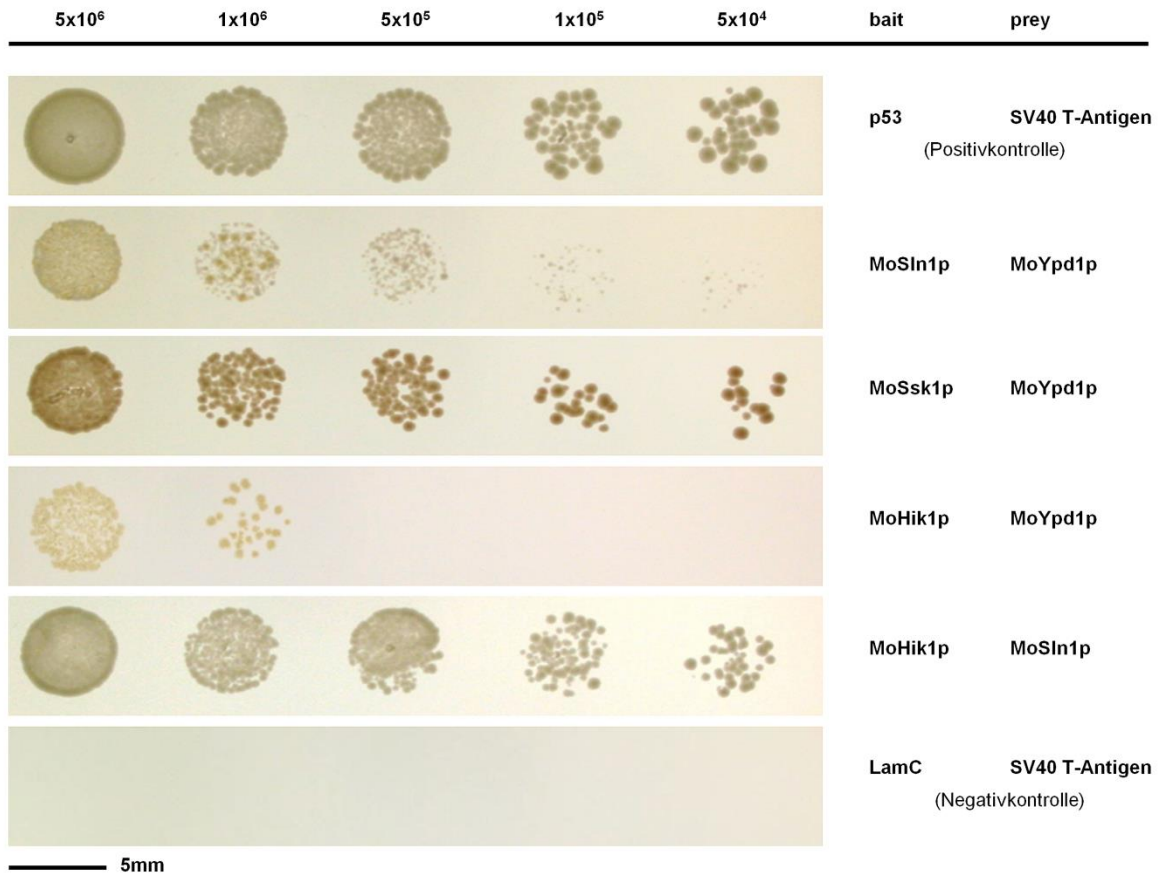 5x10⁶ 1x10⁶ 5x10⁵ 1x10⁵ 5x10⁴ bait prey
p53 SV40 T-Antigen
(Positivkontrolle)
MoSln1p MoYpd1p
MoSsk1p MoYpd1p
MoHik1p MoYpd1p
MoHik1p MoSln1p
LamC SV40 T-Antigen
(Negativkontrolle)
5mm